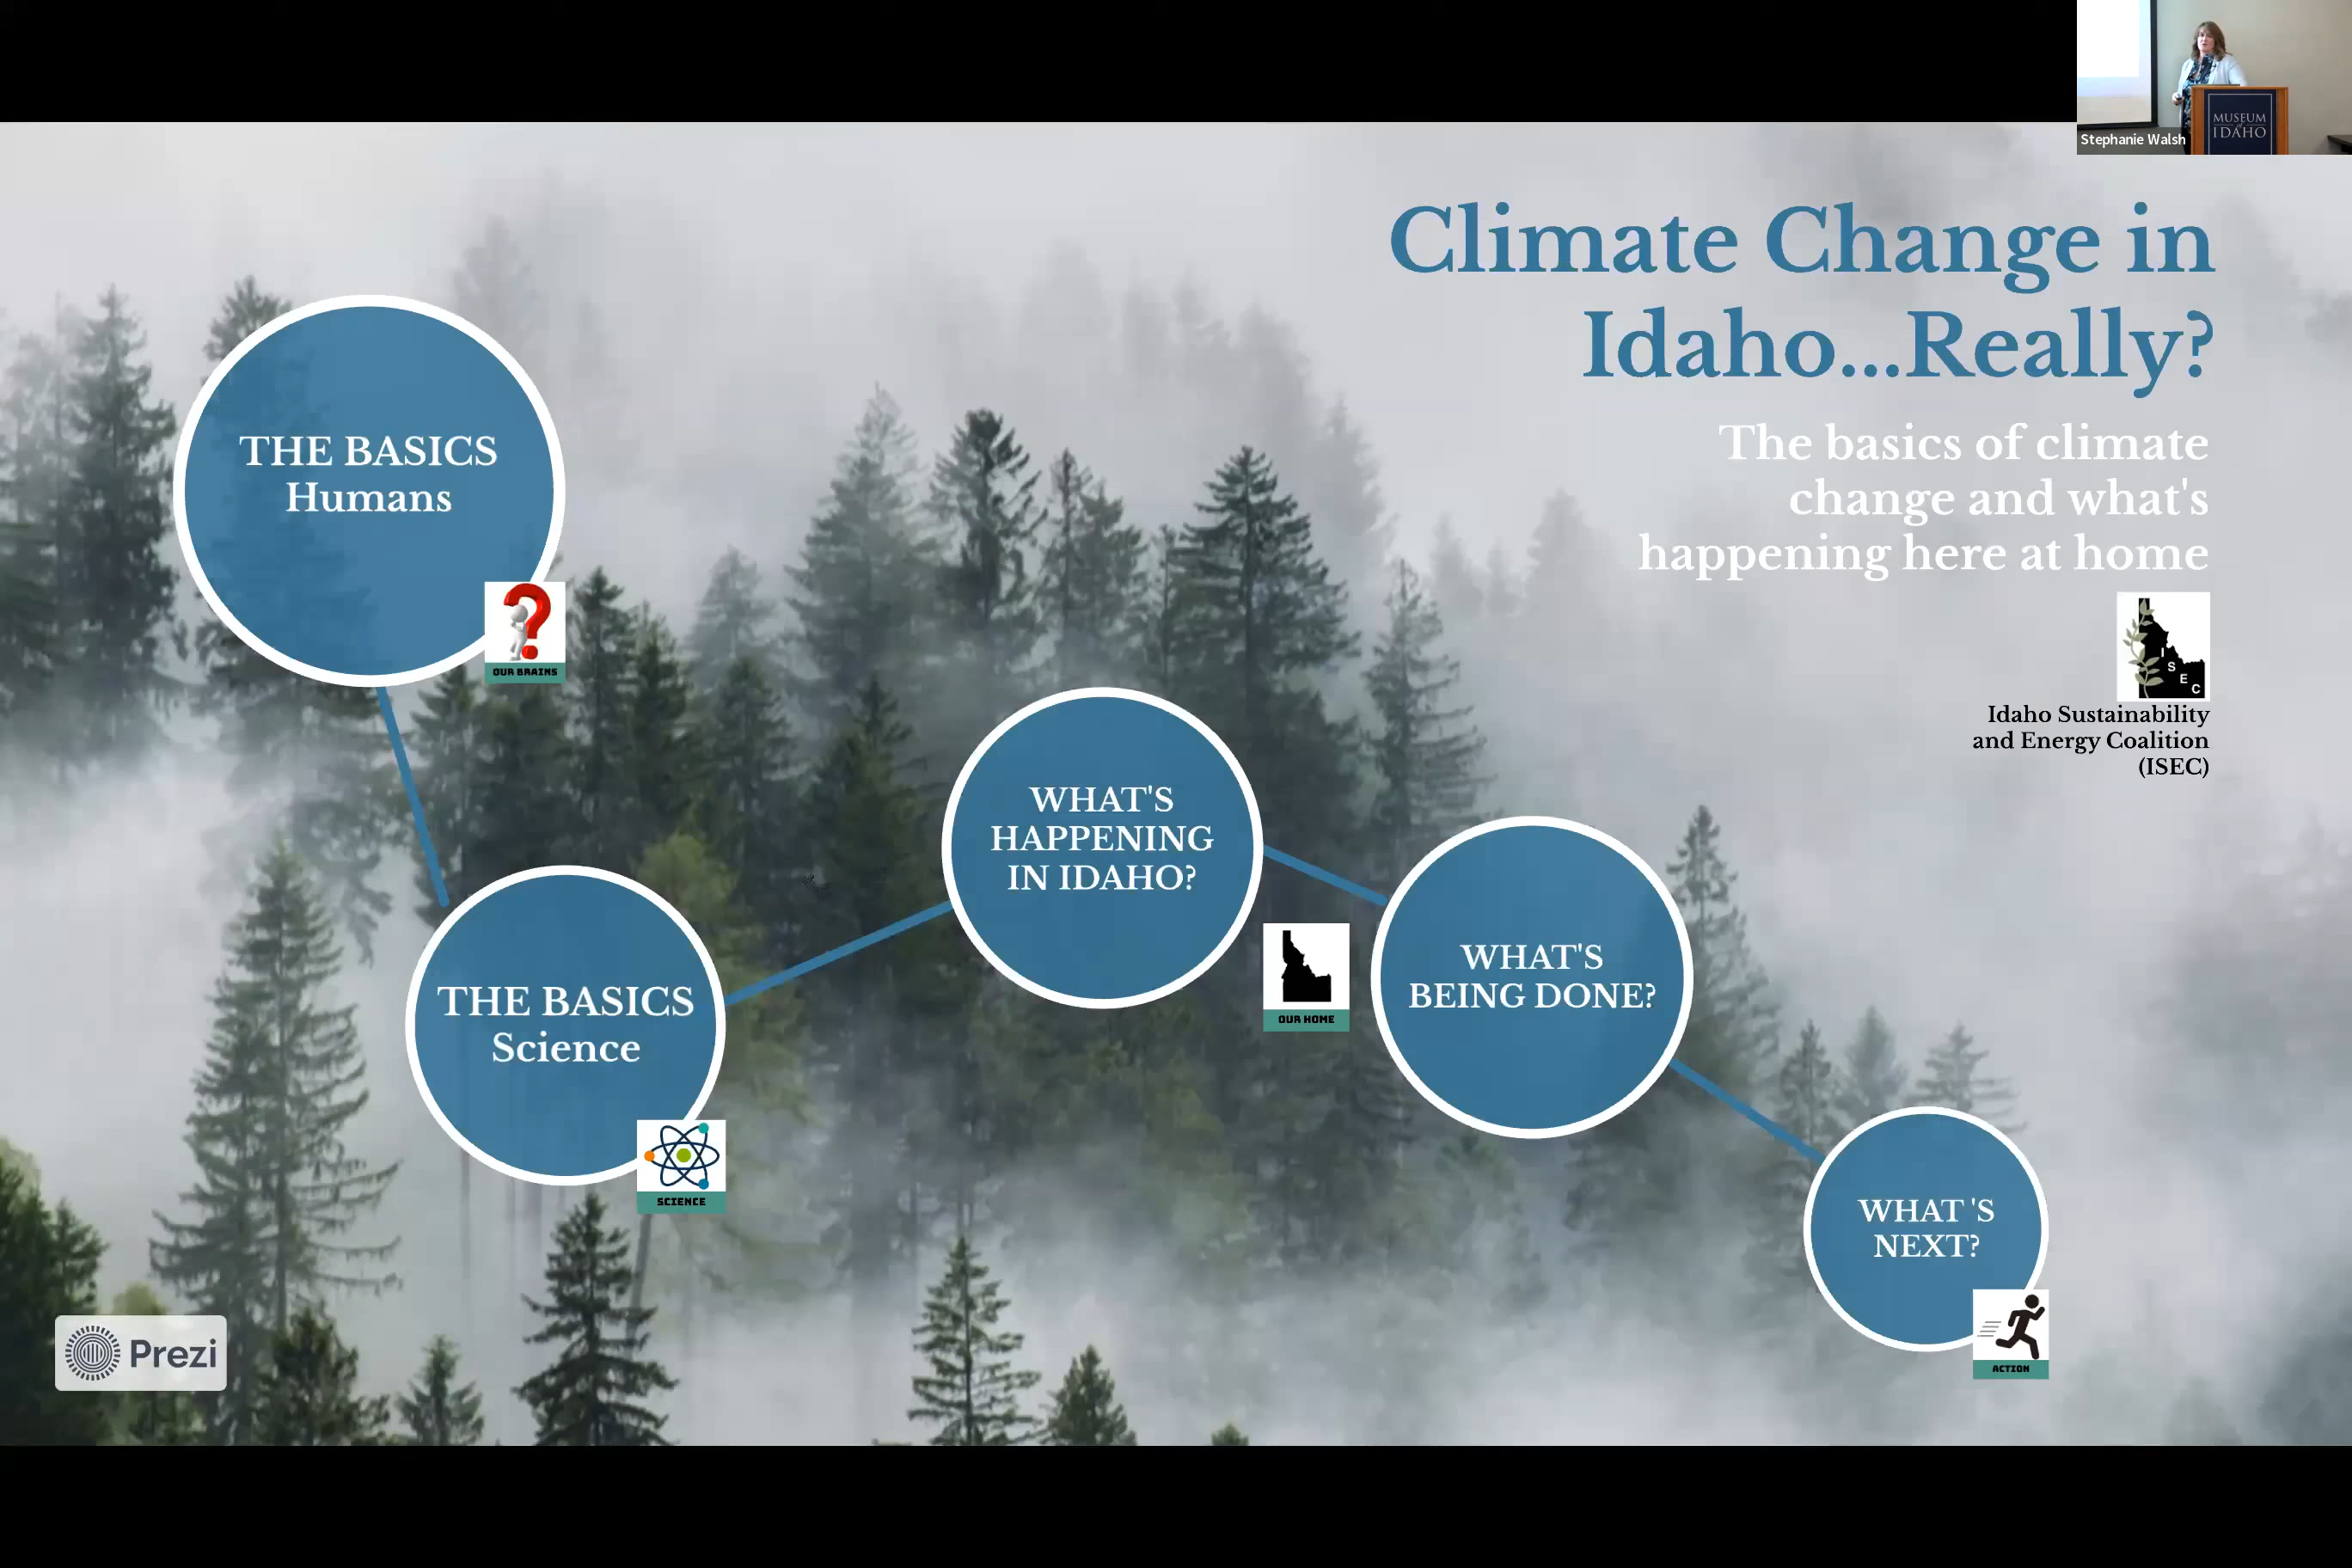 Stephanie Walsh
MUSEUM
of
IDAHO
Climate Change in
Idaho...Really?
The basics of climate
change and what's
happening here at home
I
S
E
C
Idaho Sustainability
and Energy Coalition
(ISEC)
THE BASICS
Humans
OUR BRAINS
THE BASICS
Science
SCIENCE
WHAT'S
HAPPENING
IN IDAHO?
OUR HOME
WHAT'S
BEING DONE?
WHAT 'S
NEXT?
ACTION
Prezi